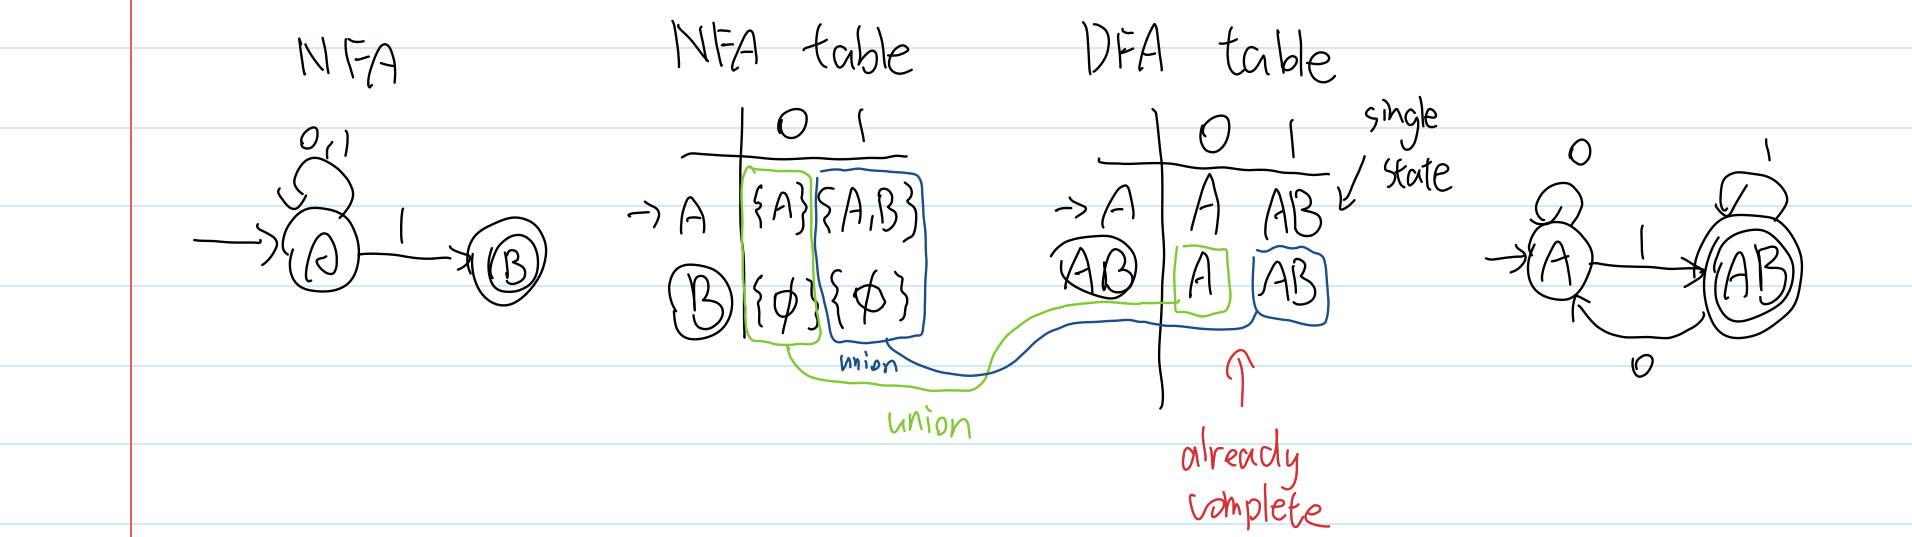 NFA
0,1
A
1
B
NFA table
0 1
→ A {A} {A,B}
B {φ} {φ}
union
union
DFA table
0 1
→ A A AB
AB A AB
single
state
already
complete
0
1
A
1
AB
0